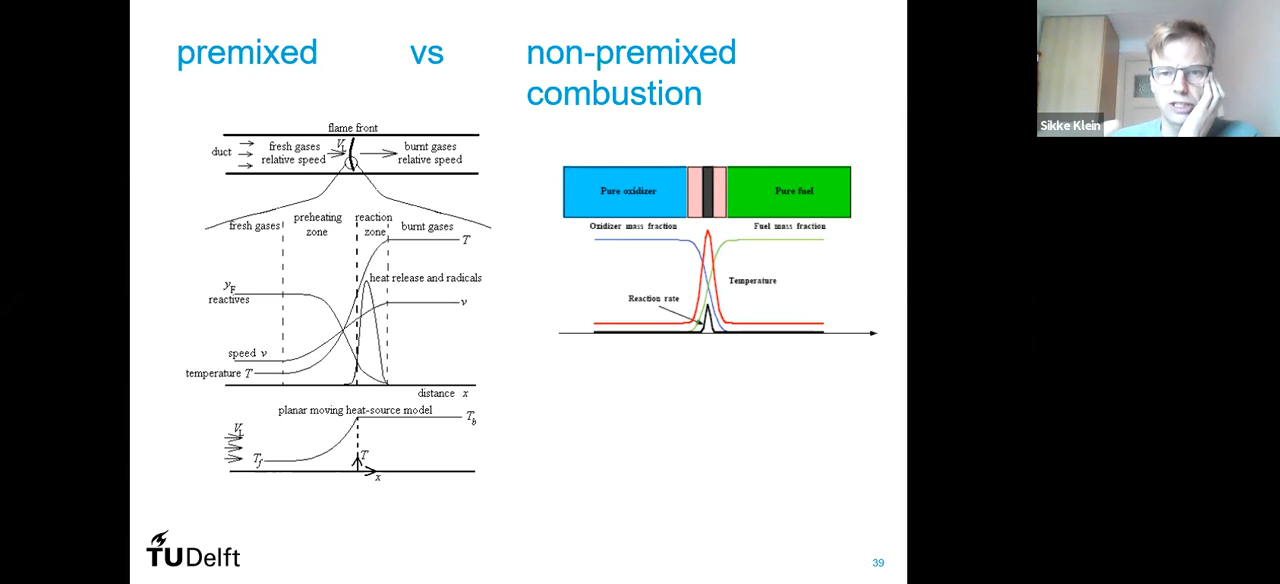 premixed vs non-premixed
combustion
Sikke Klein
flame front
duct
fresh gases
relative speed
V_L
burnt gases
relative speed
fresh gases
preheating
zone
reaction
zone
burnt gases
T
heat release and radicals
y_F
reactives
v
speed v
temperature T
distance x
planar moving heat-source model
T_b
V_L
T_f
T
x
Pure oxidizer
Pure fuel
Oxidizer mass fraction
Fuel mass fraction
Temperature
Reaction rate
TUDelft
39